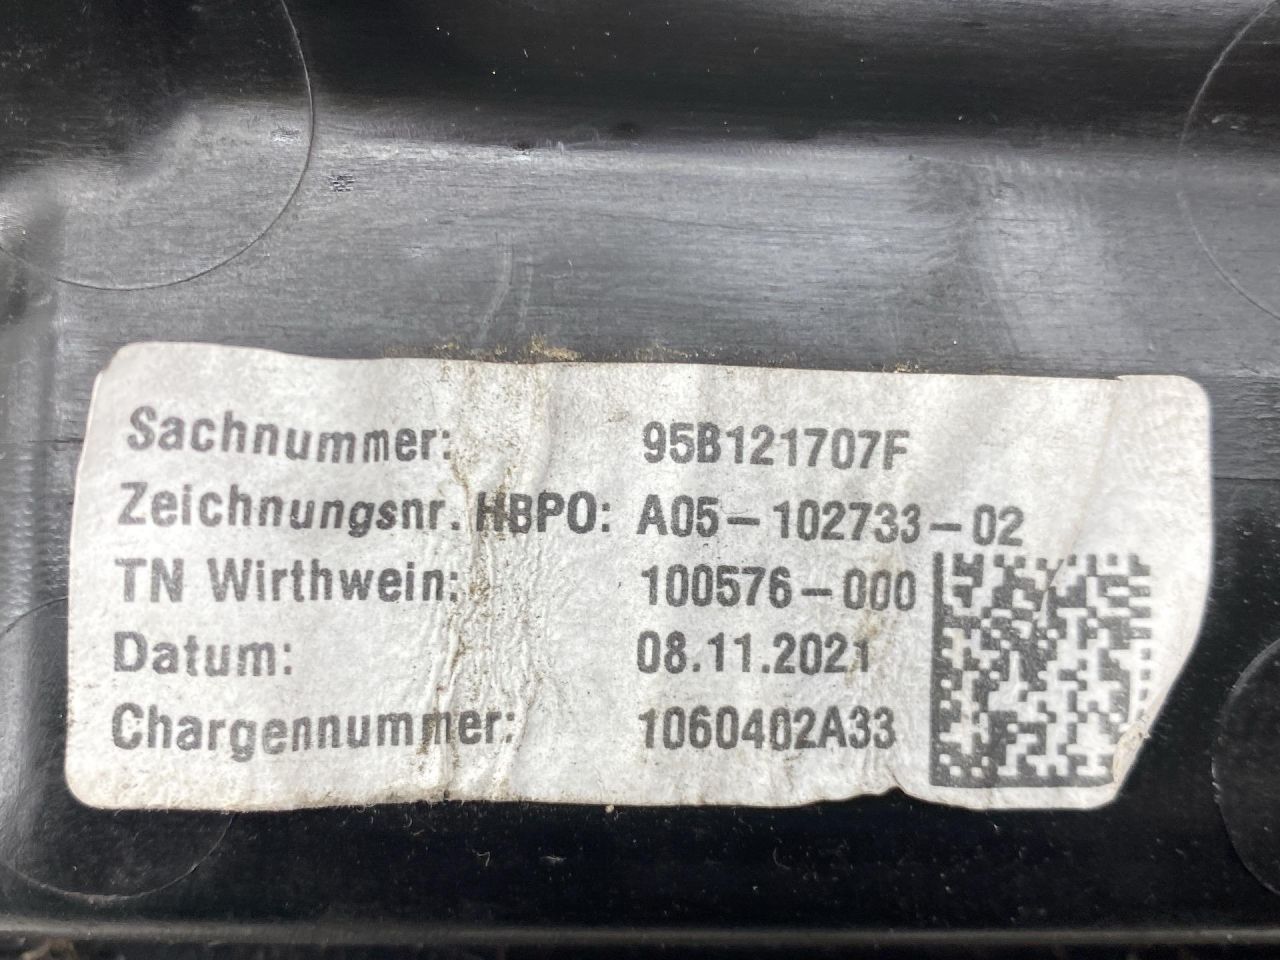 Sachnummer: 95B121707F
Zeichnungsnr. HBPO: A05-102733-02
TN Wirthwein: 100576-000
Datum: 08.11.2021
Chargennummer: 1060402A33